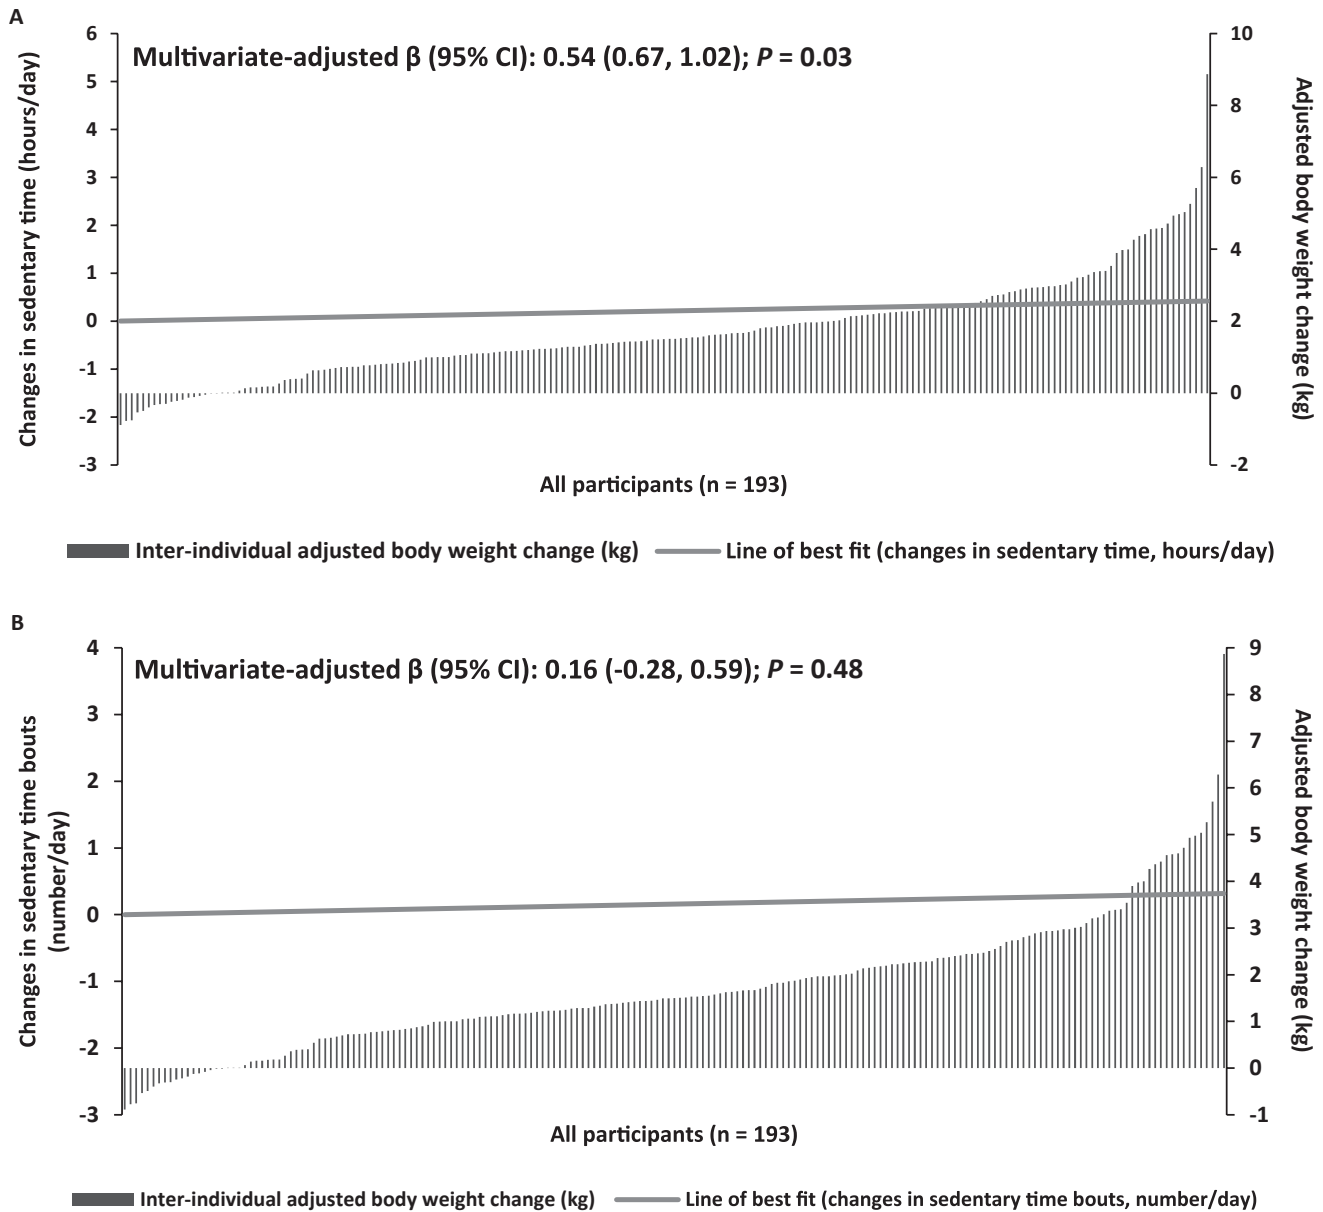 A
Multivariate-adjusted β (95% CI): 0.54 (0.67, 1.02); P = 0.03
Changes in sedentary time (hours/day)
6
5
4
3
2
1
0
-1
-2
-3
10
8
6
4
2
0
-2
Adjusted body weight change (kg)
All participants (n = 193)
Inter-individual adjusted body weight change (kg)
Line of best fit (changes in sedentary time, hours/day)
B
Multivariate-adjusted β (95% CI): 0.16 (-0.28, 0.59); P = 0.48
Changes in sedentary time bouts
(number/day)
4
3
2
1
0
-1
-2
-3
9
8
7
6
5
4
3
2
1
0
-1
Adjusted body weight change (kg)
All participants (n = 193)
Inter-individual adjusted body weight change (kg)
Line of best fit (changes in sedentary time bouts, number/day)